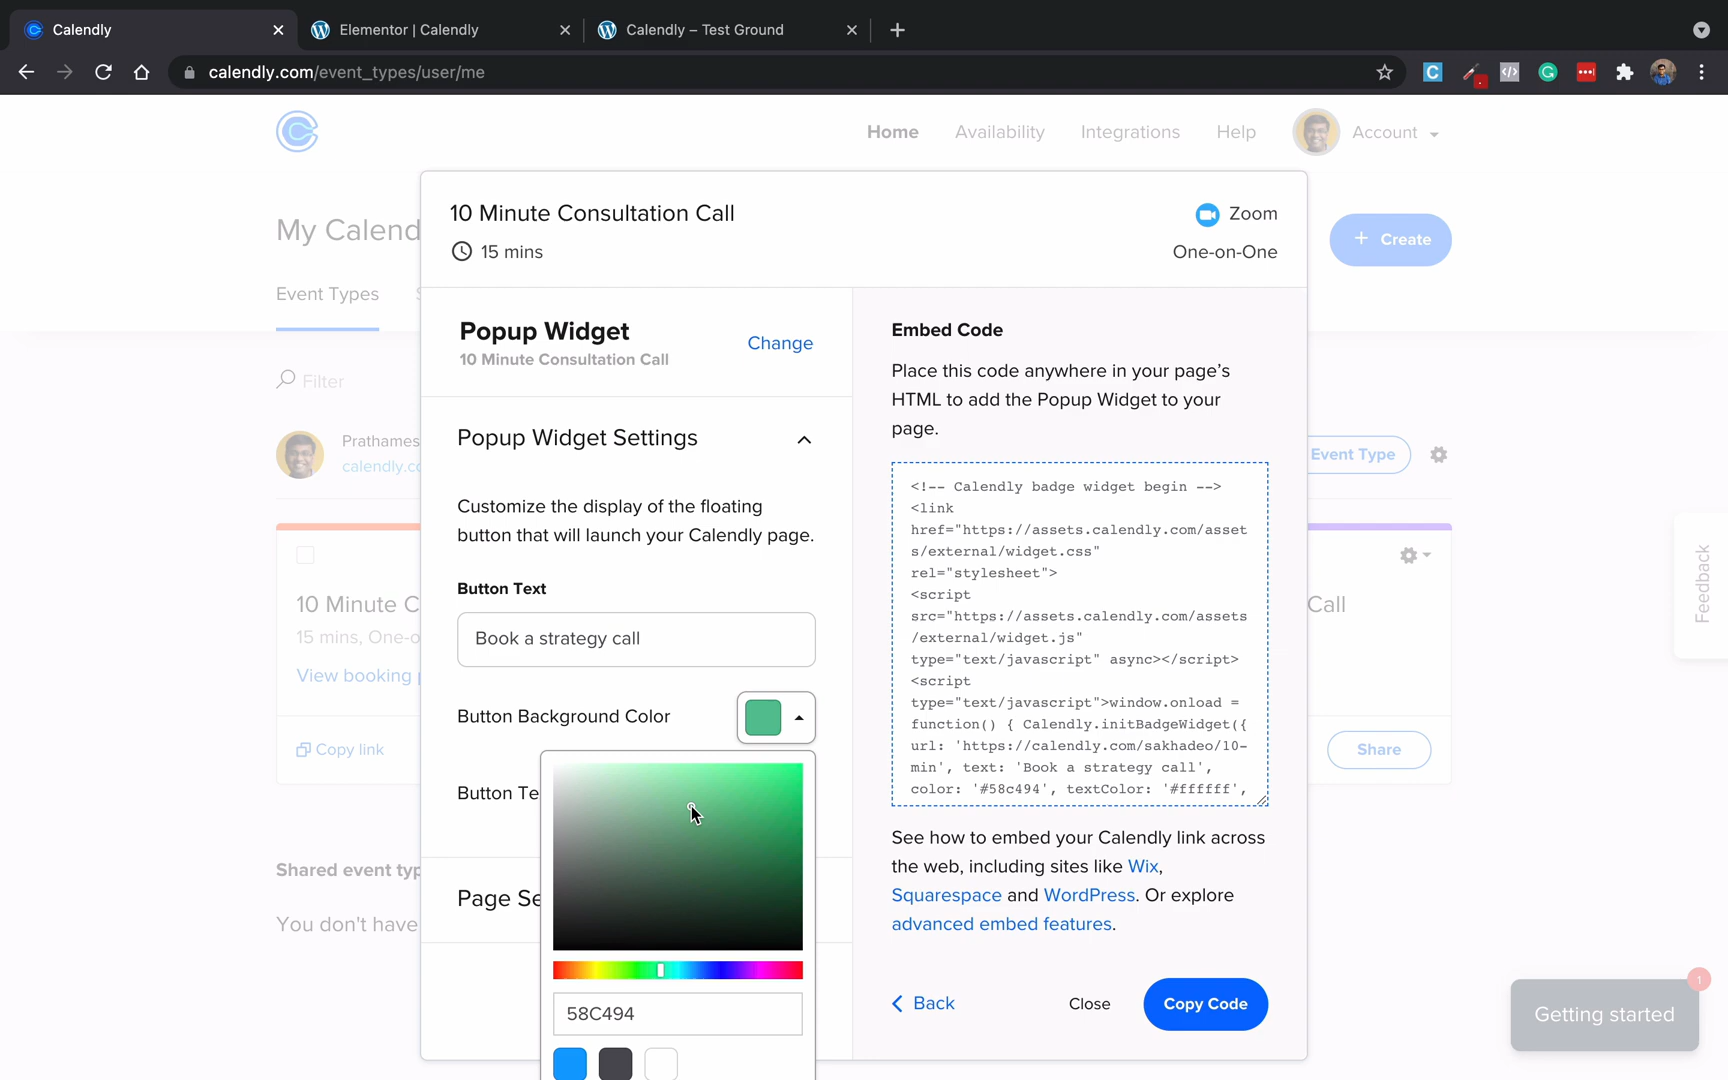 Calendly
Elementor | Calendly
Calendly – Test Ground
calendly.com/event_types/user/me
Home
Availability
Integrations
Help
Account
My Calend
+ Create
10 Minute Consultation Call
Zoom
15 mins
One-on-One
Event Types
Popup Widget
10 Minute Consultation Call
Change
Embed Code
Place this code anywhere in your page's
HTML to add the Popup Widget to your
page.
Filter
Prathames
calendly.co
Event Type
Popup Widget Settings
Customize the display of the floating
button that will launch your Calendly page.
<!-- Calendly badge widget begin -->
<link
href="https://assets.calendly.com/asset
s/external/widget.css"
rel="stylesheet">
<script
src="https://assets.calendly.com/assets
/external/widget.js"
type="text/javascript" async></script>
<script
type="text/javascript">window.onload =
function() { Calendly.initBadgeWidget({
url: 'https://calendly.com/sakhadeo/10-
min', text: 'Book a strategy call',
color: '#58c494', textColor: '#ffffff',
Button Text
Book a strategy call
Button Background Color
Button Te
10 Minute C
15 mins, One-o
View booking p
Copy link
Call
Share
Feedback
Shared event typ
You don't have
Page Se
58C494
See how to embed your Calendly link across
the web, including sites like Wix,
Squarespace and WordPress. Or explore
advanced embed features.
Back
Close
Copy Code
1
Getting started